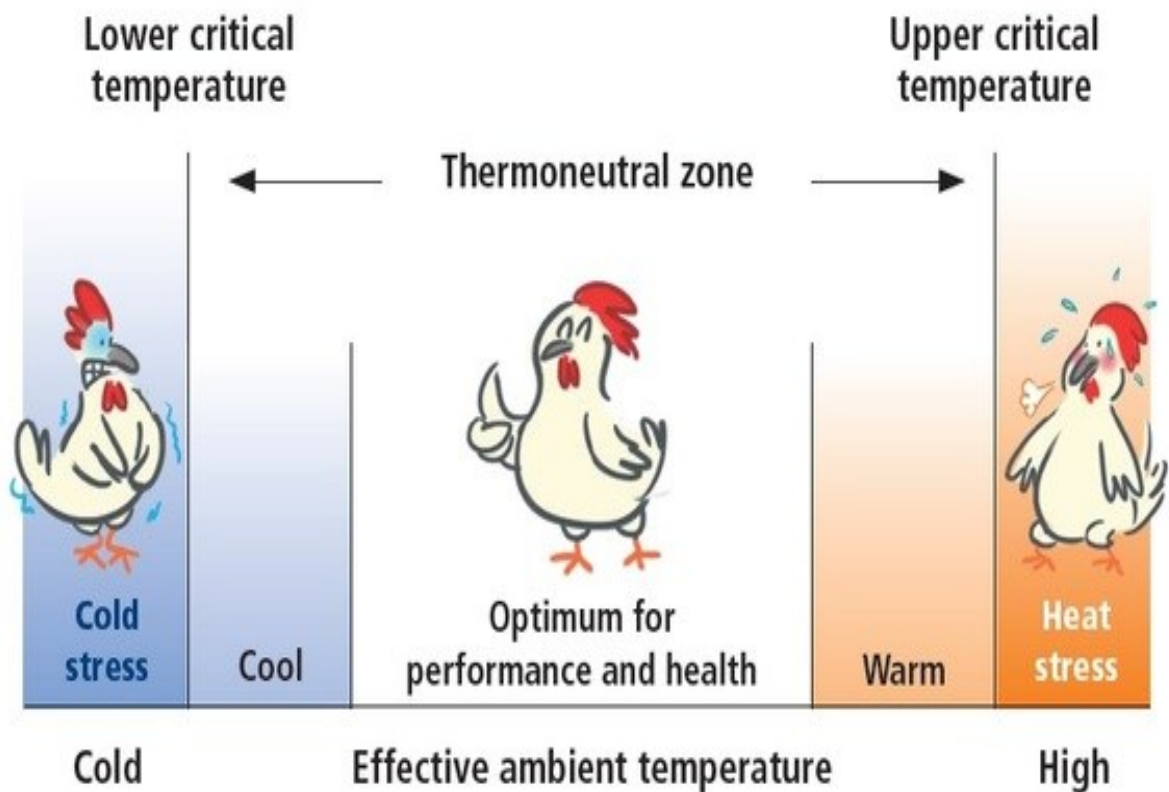 Lower critical
temperature
Upper critical
temperature
Thermoneutral zone
Cold
stress
Cool
Optimum for
performance and health
Warm
Heat
stress
Cold
Effective ambient temperature
High